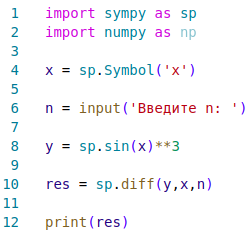 1 import sympy as sp
2 import numpy as np
3
4 x = sp.Symbol('x')
5
6 n = input('Введите n: ')
7
8 y = sp.sin(x)**3
9
10 res = sp.diff(y,x,n)
11
12 print(res)